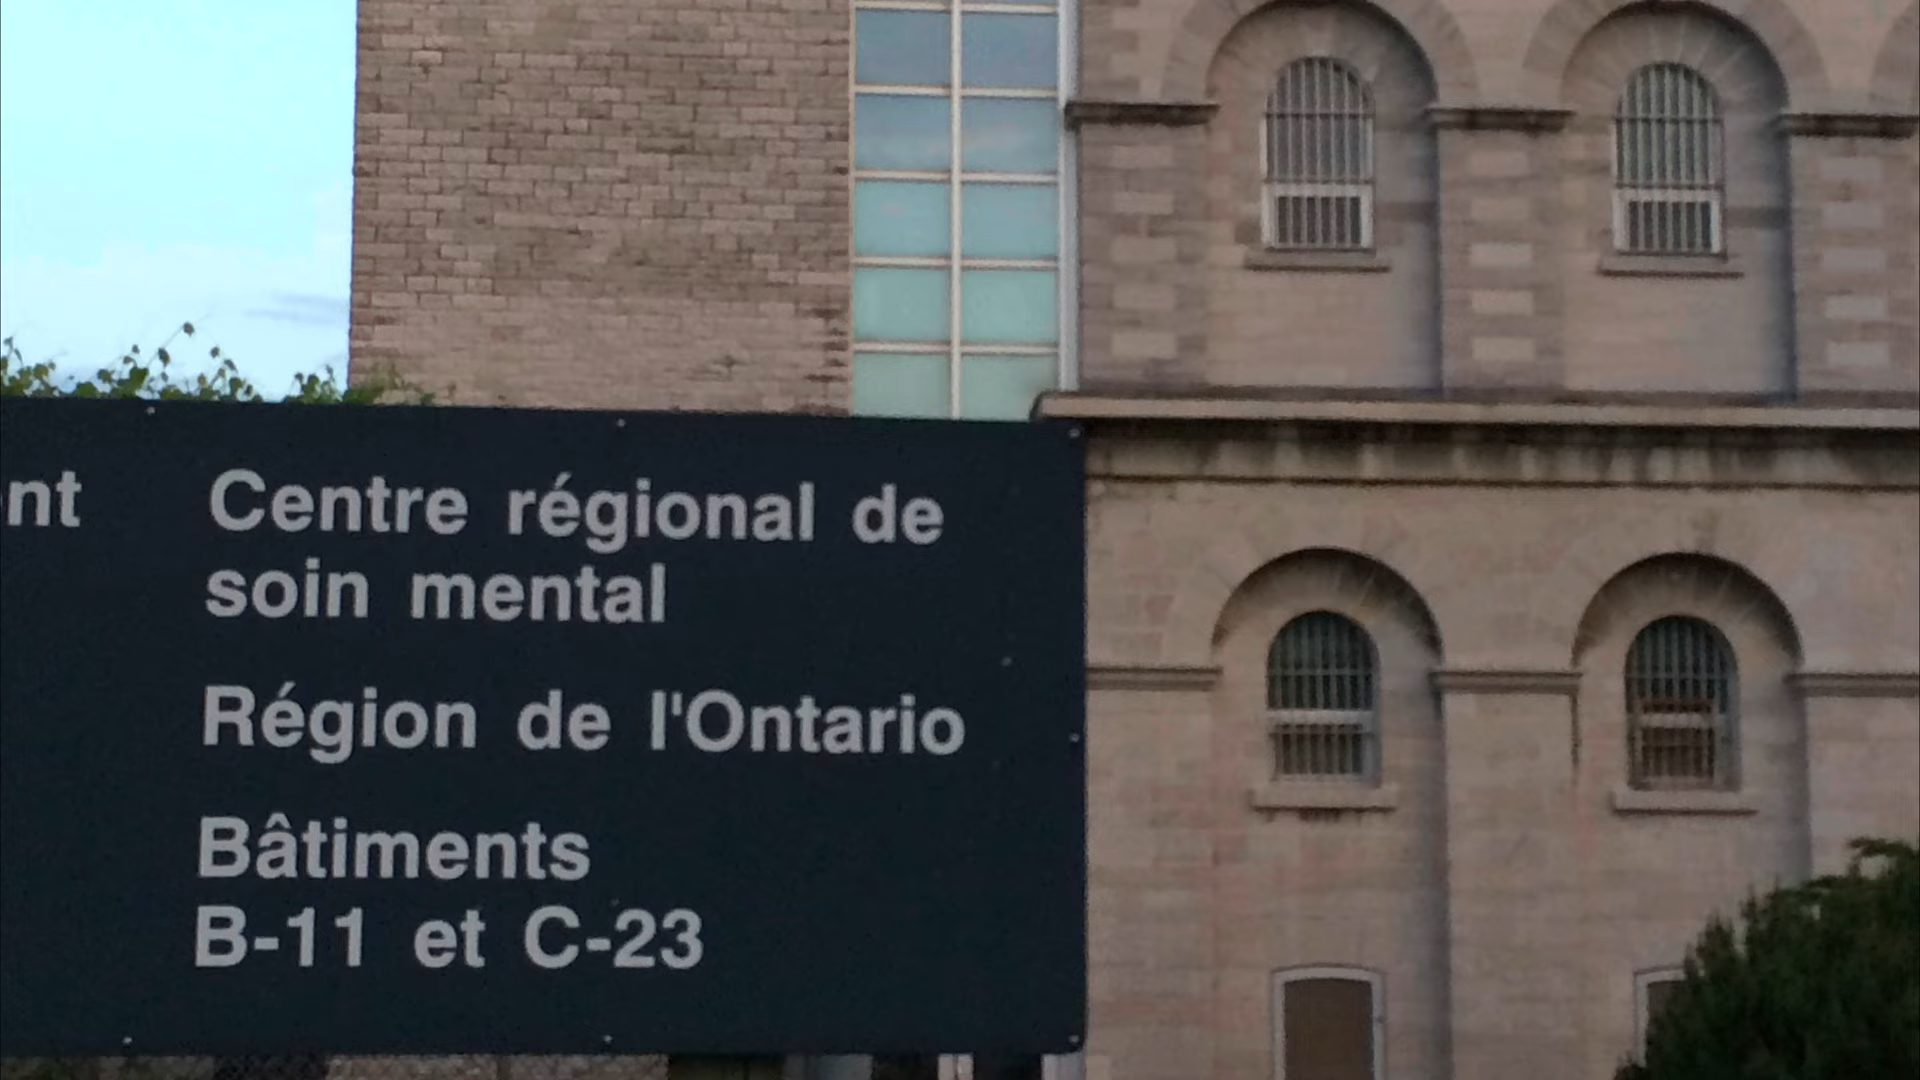 nt
Centre régional de
soin mental
Région de l'Ontario
Bâtiments
B-11 et C-23